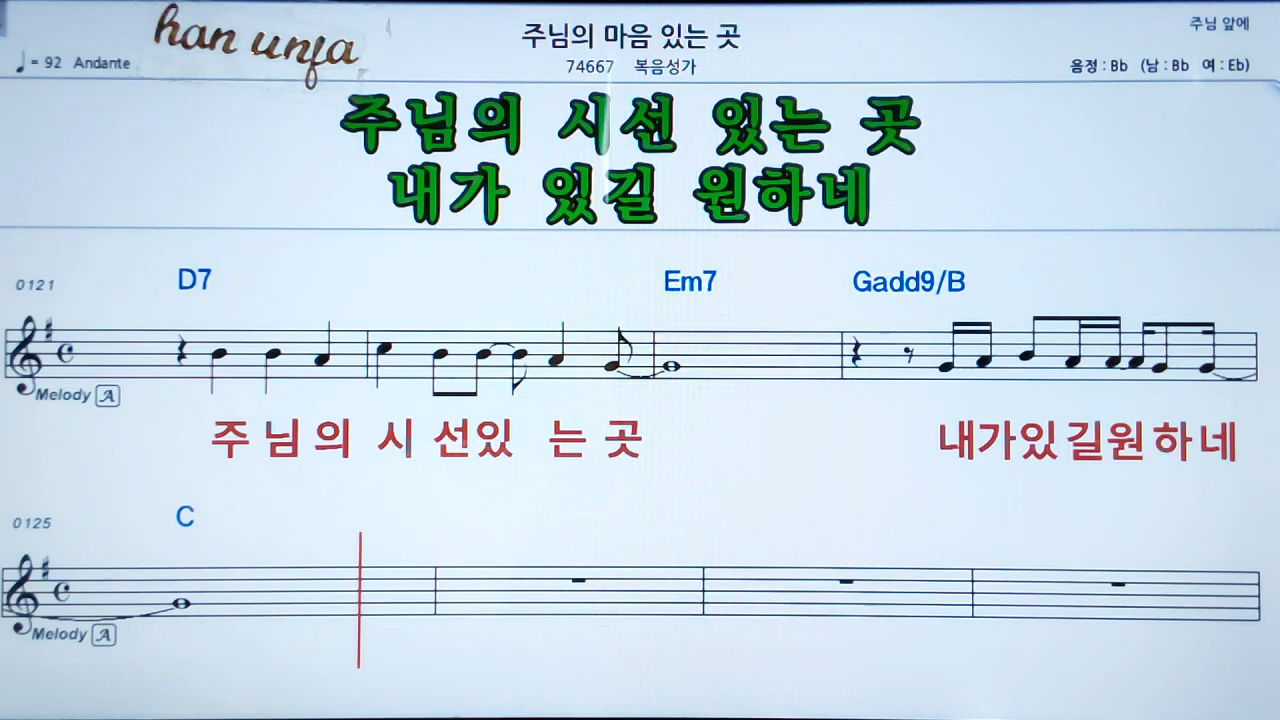 han unfa
주님의 마음 있는 곳
주님 앞에
♩= 92 Andante
74667 복음성가
음정 : Bb (남 : Bb 여 : Eb)
주님의 시선 있는 곳
내가 있길 원하네
0121
D7 Em7 Gadd9/B
Melody A
주 님 의 시 선있 는 곳 내가있길원하네
0125
C
Melody A